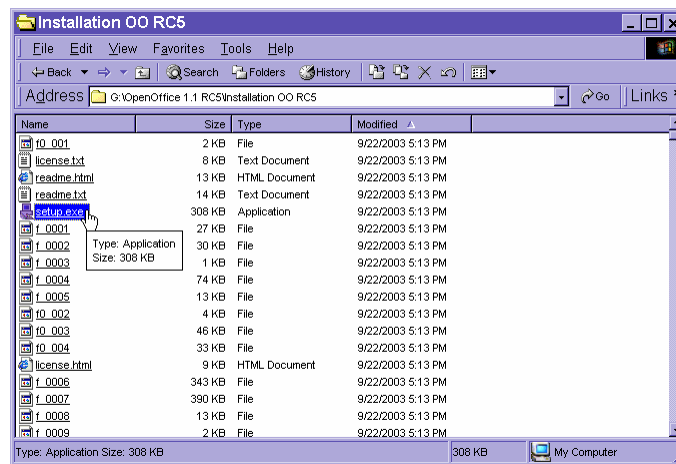 Installation OO RC5
File Edit View Favorites Tools Help
Back Search Folders History
Address G:\OpenOffice 1.1 RC5\Installation OO RC5 Go Links
Name Size Type Modified
f0_001 2 KB File 9/22/2003 5:13 PM
license.txt 8 KB Text Document 9/22/2003 5:13 PM
readme.html 13 KB HTML Document 9/22/2003 5:13 PM
readme.txt 14 KB Text Document 9/22/2003 5:13 PM
setup.exe 308 KB Application 9/22/2003 5:13 PM
f_0001 27 KB File 9/22/2003 5:13 PM
f_0002 30 KB File 9/22/2003 5:13 PM
Type: Application
Size: 308 KB
f_0003 1 KB File 9/22/2003 5:13 PM
f_0004 74 KB File 9/22/2003 5:13 PM
f_0005 13 KB File 9/22/2003 5:13 PM
f0_002 4 KB File 9/22/2003 5:13 PM
f0_003 46 KB File 9/22/2003 5:13 PM
f0_004 33 KB File 9/22/2003 5:13 PM
license.html 9 KB HTML Document 9/22/2003 5:13 PM
f_0006 343 KB File 9/22/2003 5:13 PM
f_0007 390 KB File 9/22/2003 5:13 PM
f_0008 13 KB File 9/22/2003 5:13 PM
f_0009 2 KB File 9/22/2003 5:13 PM
Type: Application Size: 308 KB 308 KB My Computer